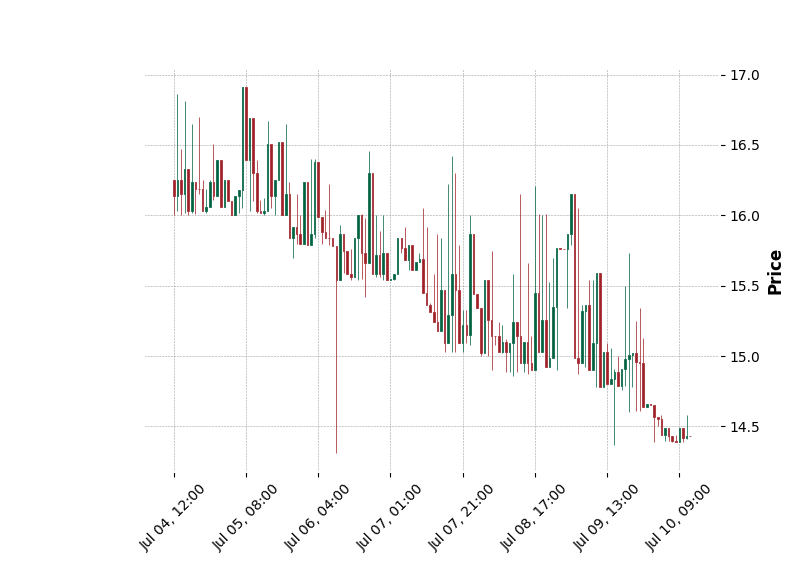 17.0
16.5
16.0
15.5
15.0
14.5
Price
Jul 04, 12:00
Jul 05, 08:00
Jul 06, 04:00
Jul 07, 01:00
Jul 07, 21:00
Jul 08, 17:00
Jul 09, 13:00
Jul 10, 09:00